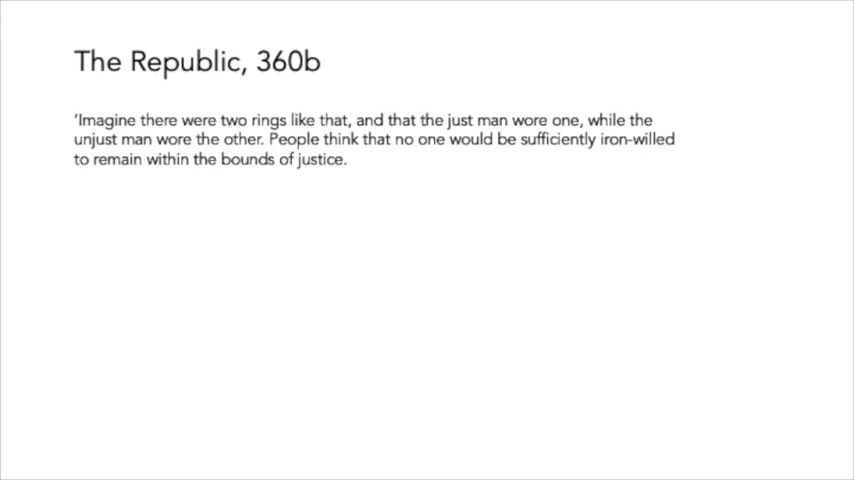 The Republic, 360b
‘Imagine there were two rings like that, and that the just man wore one, while the
unjust man wore the other. People think that no one would be sufficiently iron-willed
to remain within the bounds of justice.